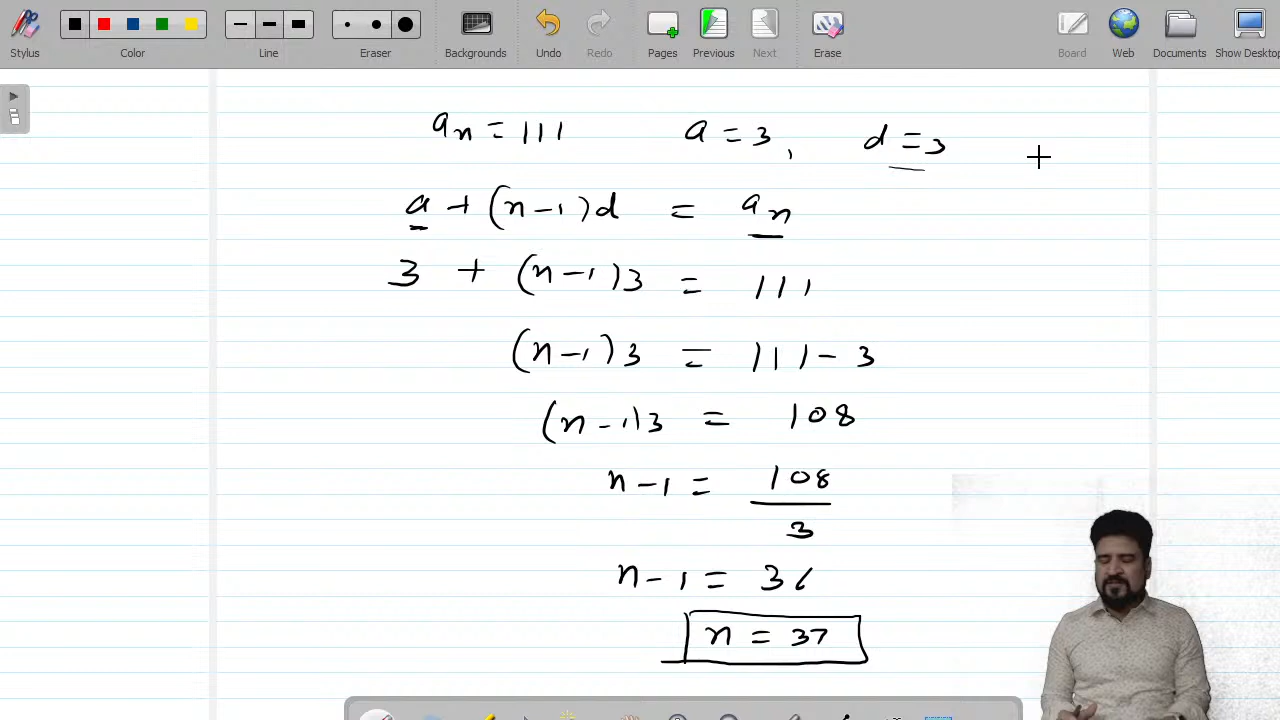 Stylus Color Line Eraser Backgrounds Undo Redo Pages Previous Next Erase Board Web Documents Show Deskto
an = 111 a = 3, d = 3
a + (n-1)d = an
3 + (n-1)3 = 111
(n-1)3 = 111-3
(n-1)3 = 108
n-1 = 108/3
n-1 = 36
n = 37